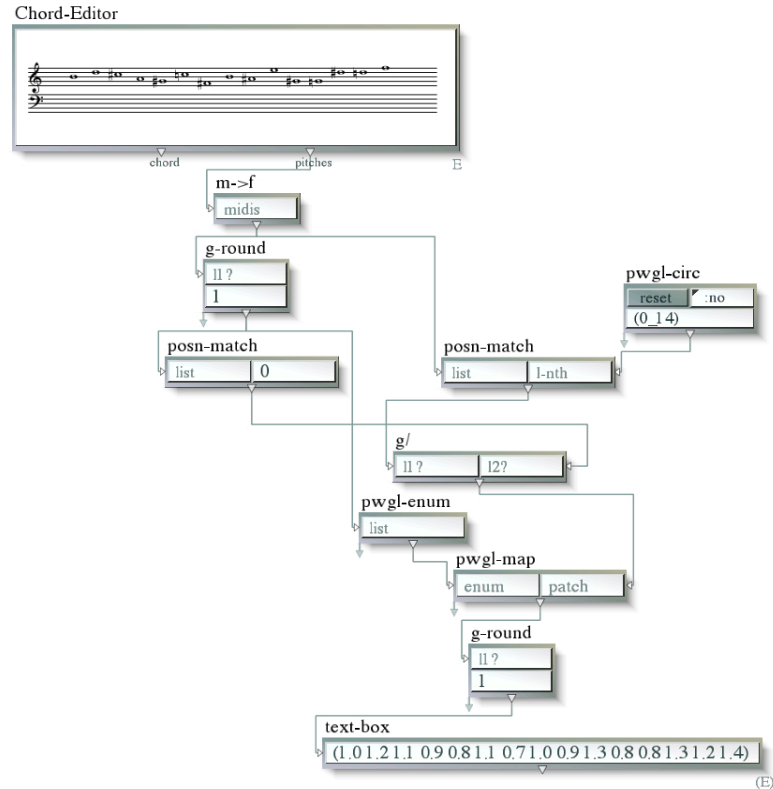 Chord-Editor
chord pitches E
m->f
midis
g-round
l1 ?
1
pwgl-circ
reset :no
(0_14)
posn-match
list 0
posn-match
list l-nth
g/
l1 ? l2?
pwgl-enum
list
pwgl-map
enum patch
g-round
l1 ?
1
text-box
(1.0 1.2 1.1 0.9 0.8 1.1 0.7 1.0 0.9 1.3 0.8 0.8 1.3 1.2 1.4)
(E)